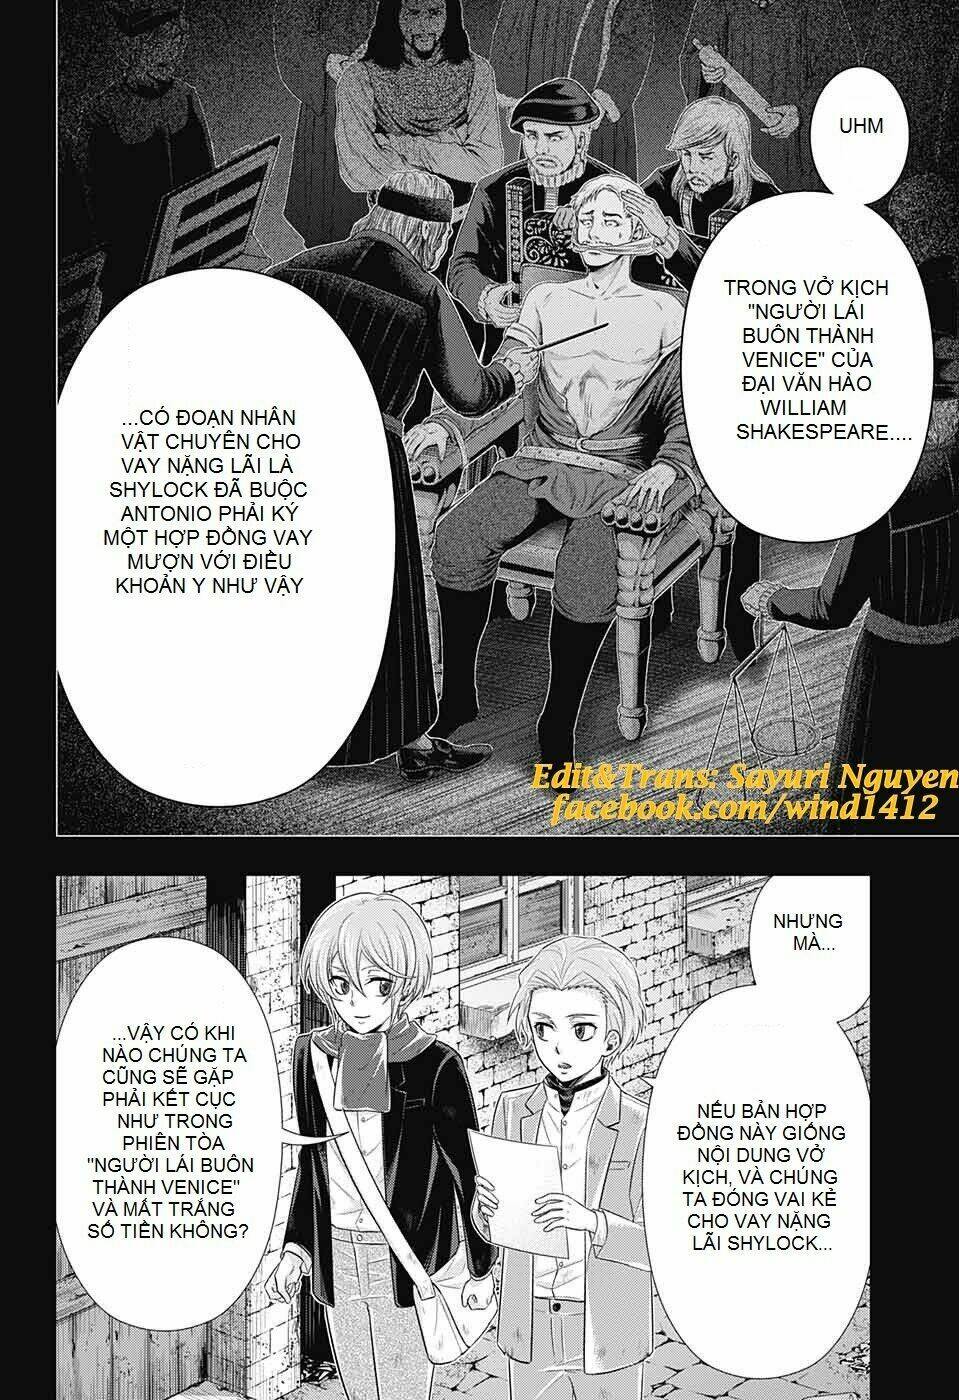 UHM
TRONG VỞ KỊCH
"NGƯỜI LÁI
BUÔN THÀNH
VENICE" CỦA
ĐẠI VĂN HÀO
WILLIAM
SHAKESPEARE....
...CÓ ĐOẠN NHÂN
VẬT CHUYÊN CHO
VAY NẶNG LÃI LÀ
SHYLOCK ĐÃ BUỘC
ANTONIO PHẢI KÝ
MỘT HỢP ĐỒNG VAY
MƯỢN VỚI ĐIỀU
KHOẢN Y NHƯ VẬY
Edit&Trans: Sayuri Nguyen
facebook.com/wind1412
NHƯNG
MÀ...
NẾU BẢN HỢP
ĐỒNG NÀY GIỐNG
NỘI DUNG VỞ
KỊCH, VÀ CHÚNG
TA ĐÓNG VAI KẺ
CHO VAY NẶNG
LÃI SHYLOCK...
...VẬY CÓ KHI
NÀO CHÚNG TA
CŨNG SẼ GẶP
PHẢI KẾT CỤC
NHƯ TRONG
PHIÊN TÒA
"NGƯỜI LÁI BUÔN
THÀNH VENICE"
VÀ MẤT TRẮNG
SỐ TIỀN KHÔNG?